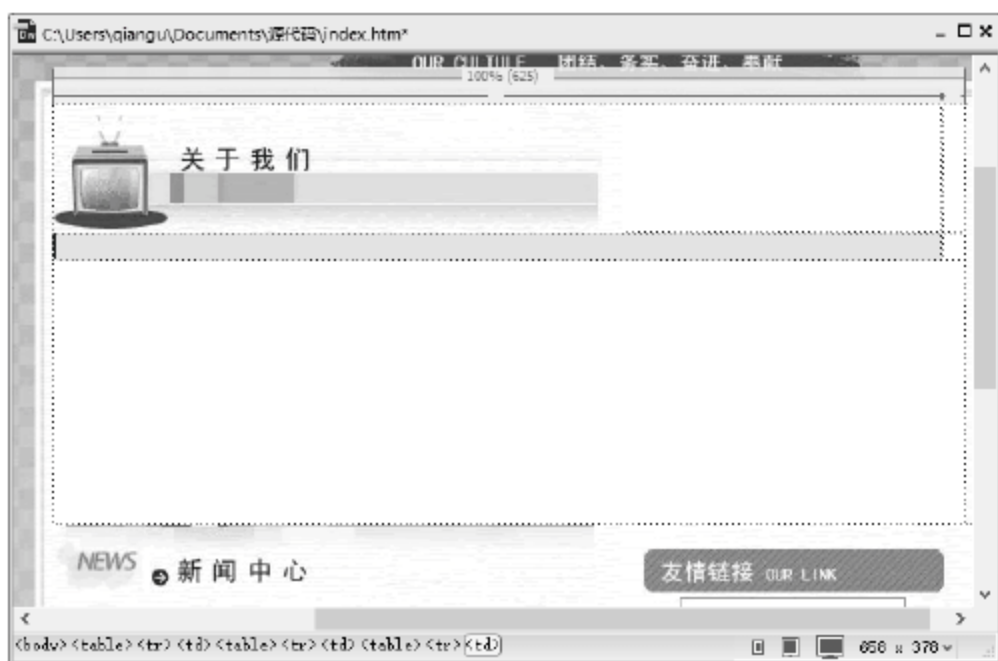 C:\Users\qiangu\Documents\源代码\index.htm*
OUR CULTULE 团结、务实、奋进、奉献
100% (625)
关于我们
NEWS 新闻中心
友情链接 OUR LINK
<body><table><tr><td><table><tr><td><table><tr><td>
658 x 378